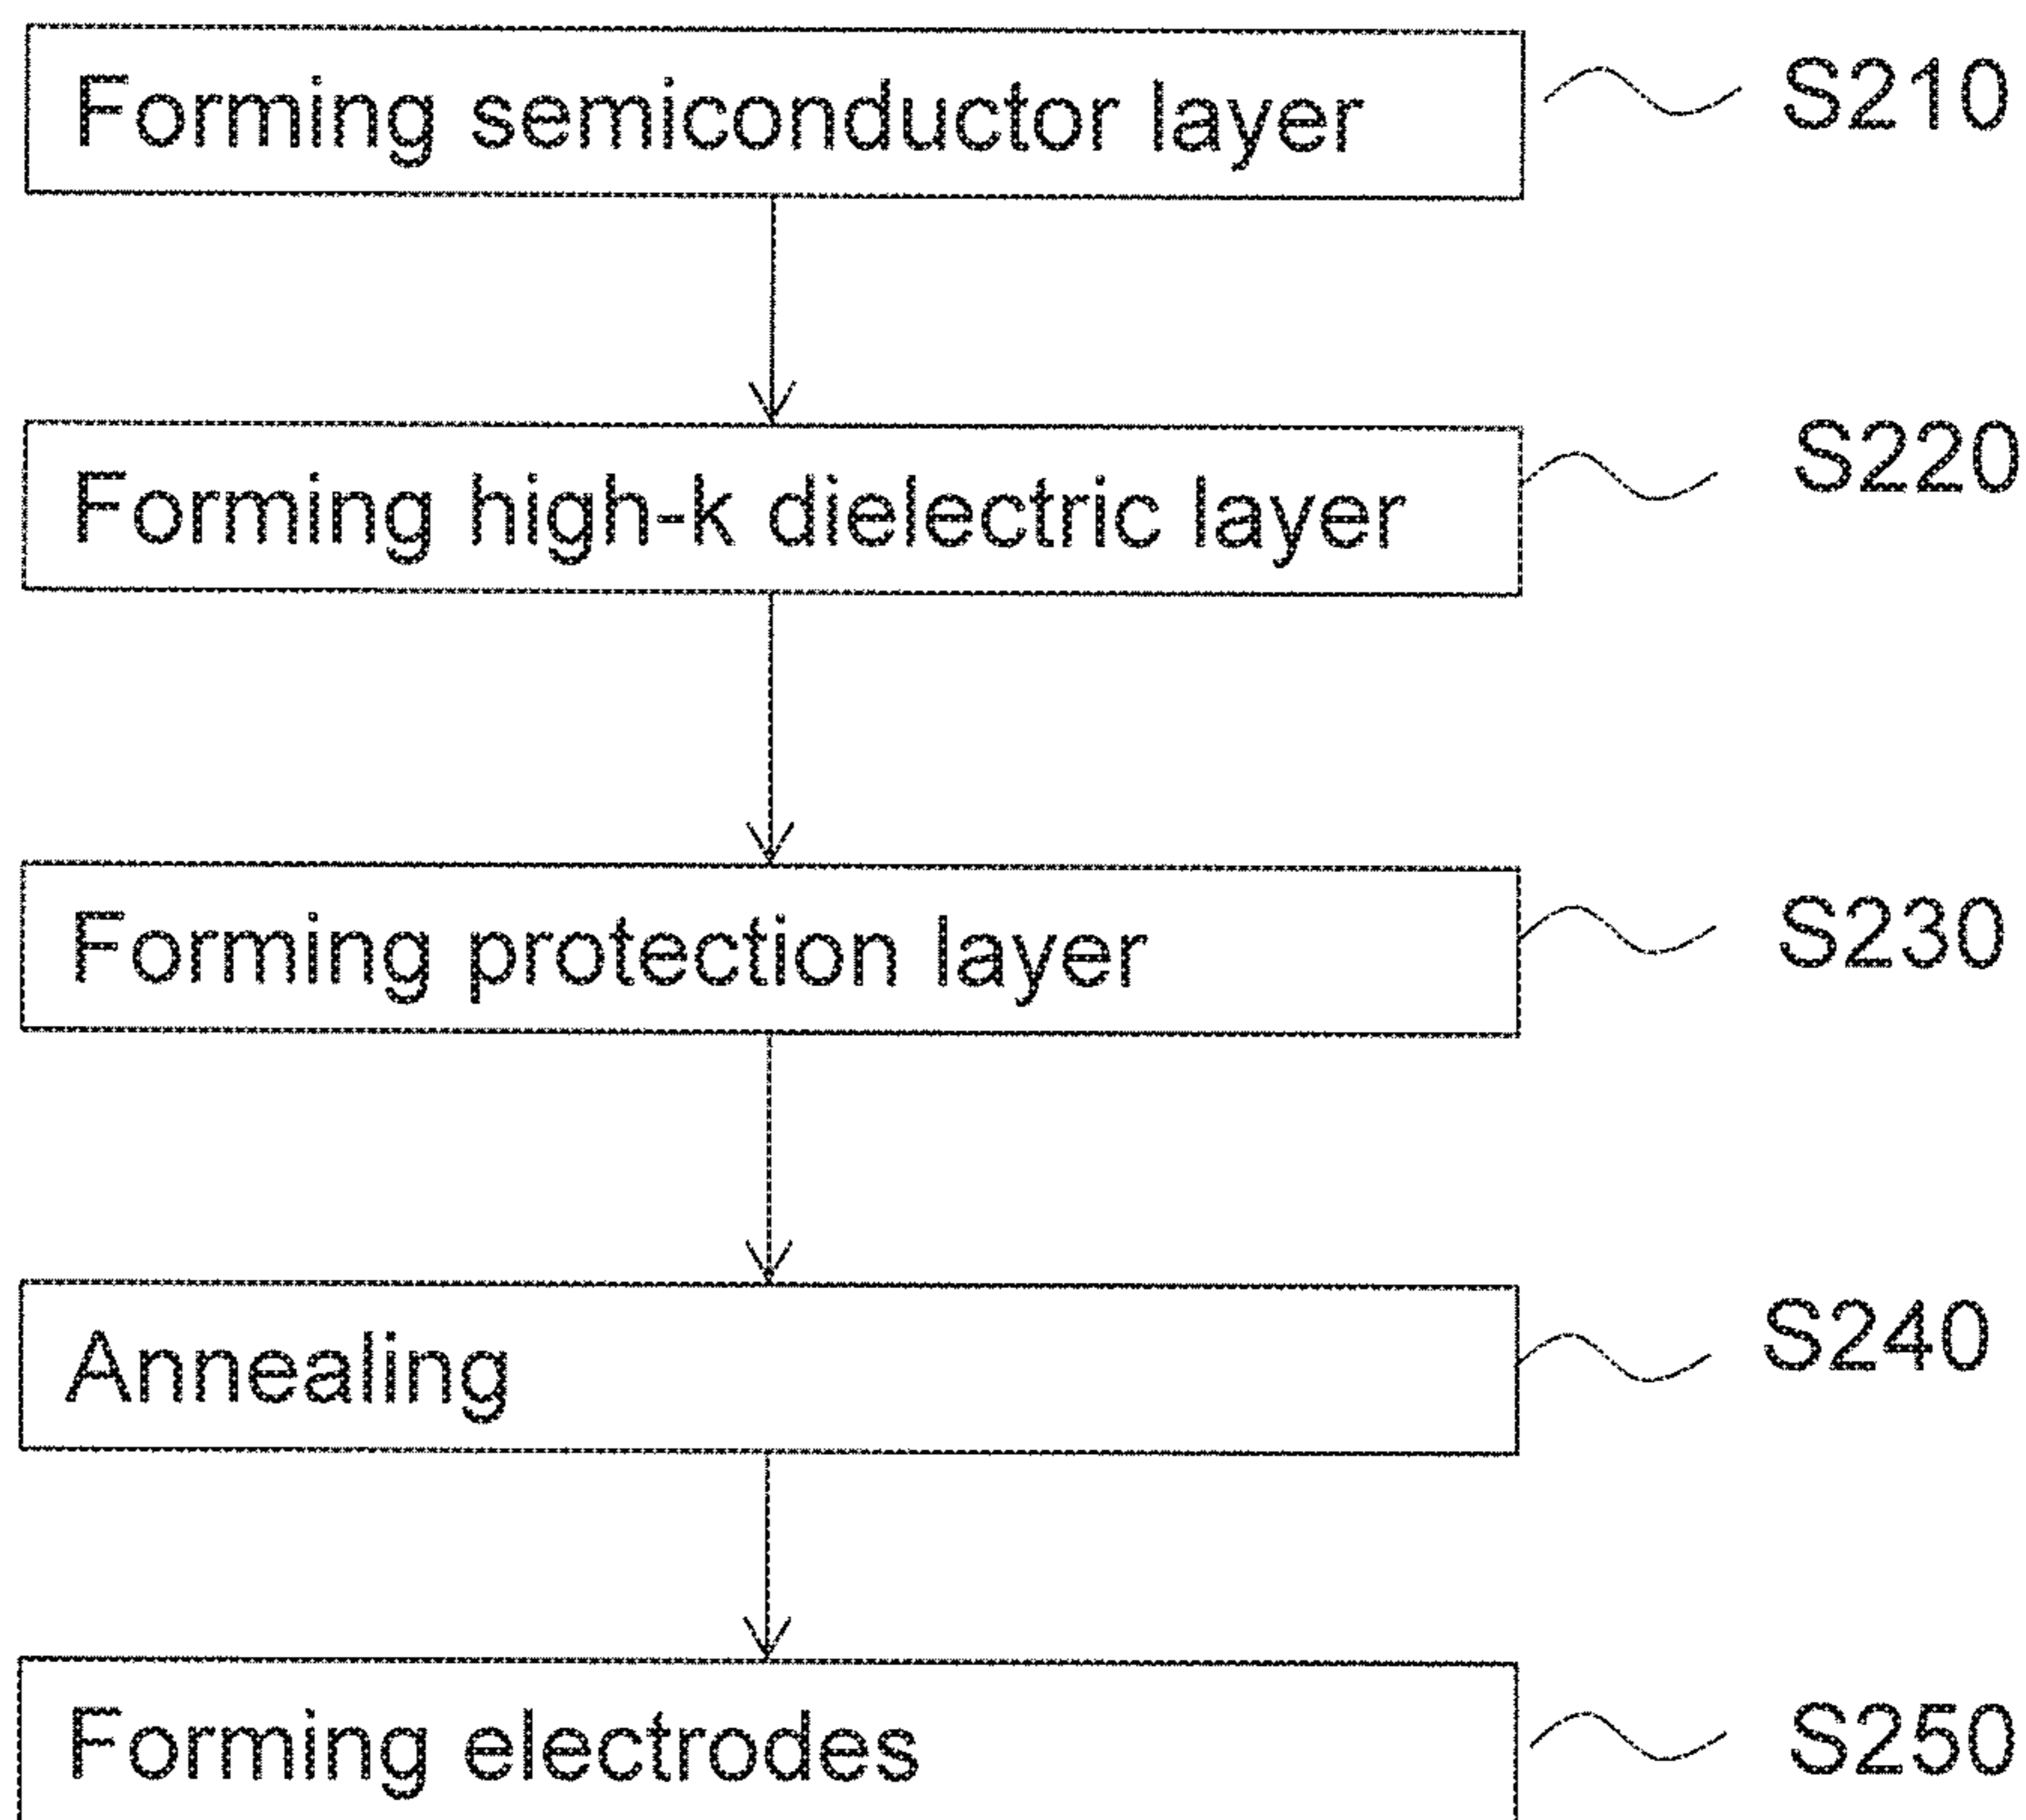 Forming semiconductor layer S210
Forming high-k dielectric layer S220
Forming protection layer S230
Annealing S240
Forming electrodes S250